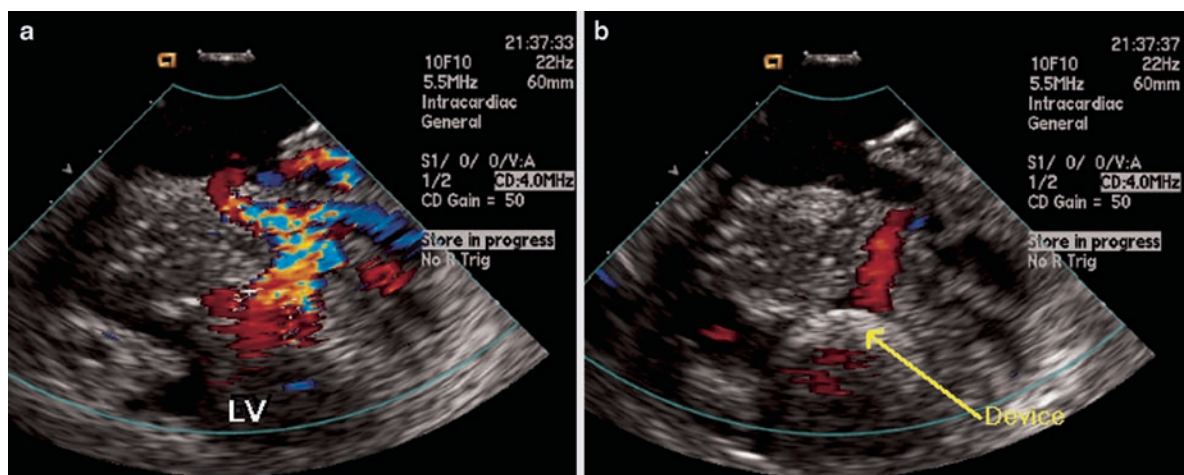 a
21:37:33
10F10 22Hz
5.5MHz 60mm
Intracardiac
General
S1/ 0/ 0/V:A
1/2 CD:4.0MHz
CD Gain = 50
Store in progress
No R Trig
V
LV
b
21:37:37
10F10 22Hz
5.5MHz 60mm
Intracardiac
General
S1/ 0/ 0/V:A
1/2 CD:4.0MHz
CD Gain = 50
Store in progress
No R Trig
V
Device